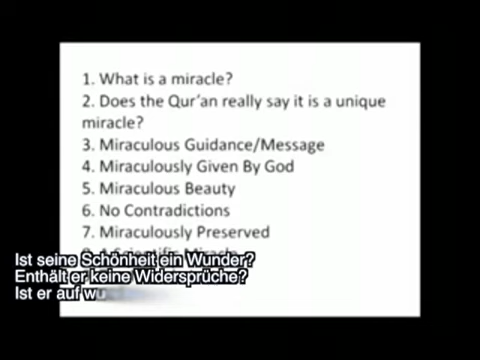 1. What is a miracle?
2. Does the Qur'an really say it is a unique
miracle?
3. Miraculous Guidance/Message
4. Miraculously Given By God
5. Miraculous Beauty
6. No Contradictions
7. Miraculously Preserved
Ist seine Schönheit ein Wunder?
Enthält er keine Widersprüche?
Ist er auf